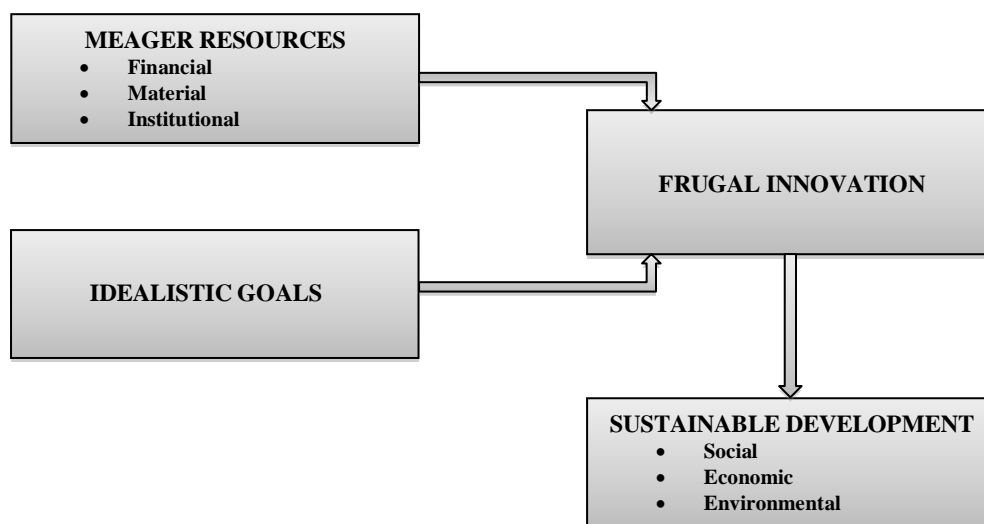 MEAGER RESOURCES
• Financial
• Material
• Institutional
FRUGAL INNOVATION
IDEALISTIC GOALS
SUSTAINABLE DEVELOPMENT
• Social
• Economic
• Environmental